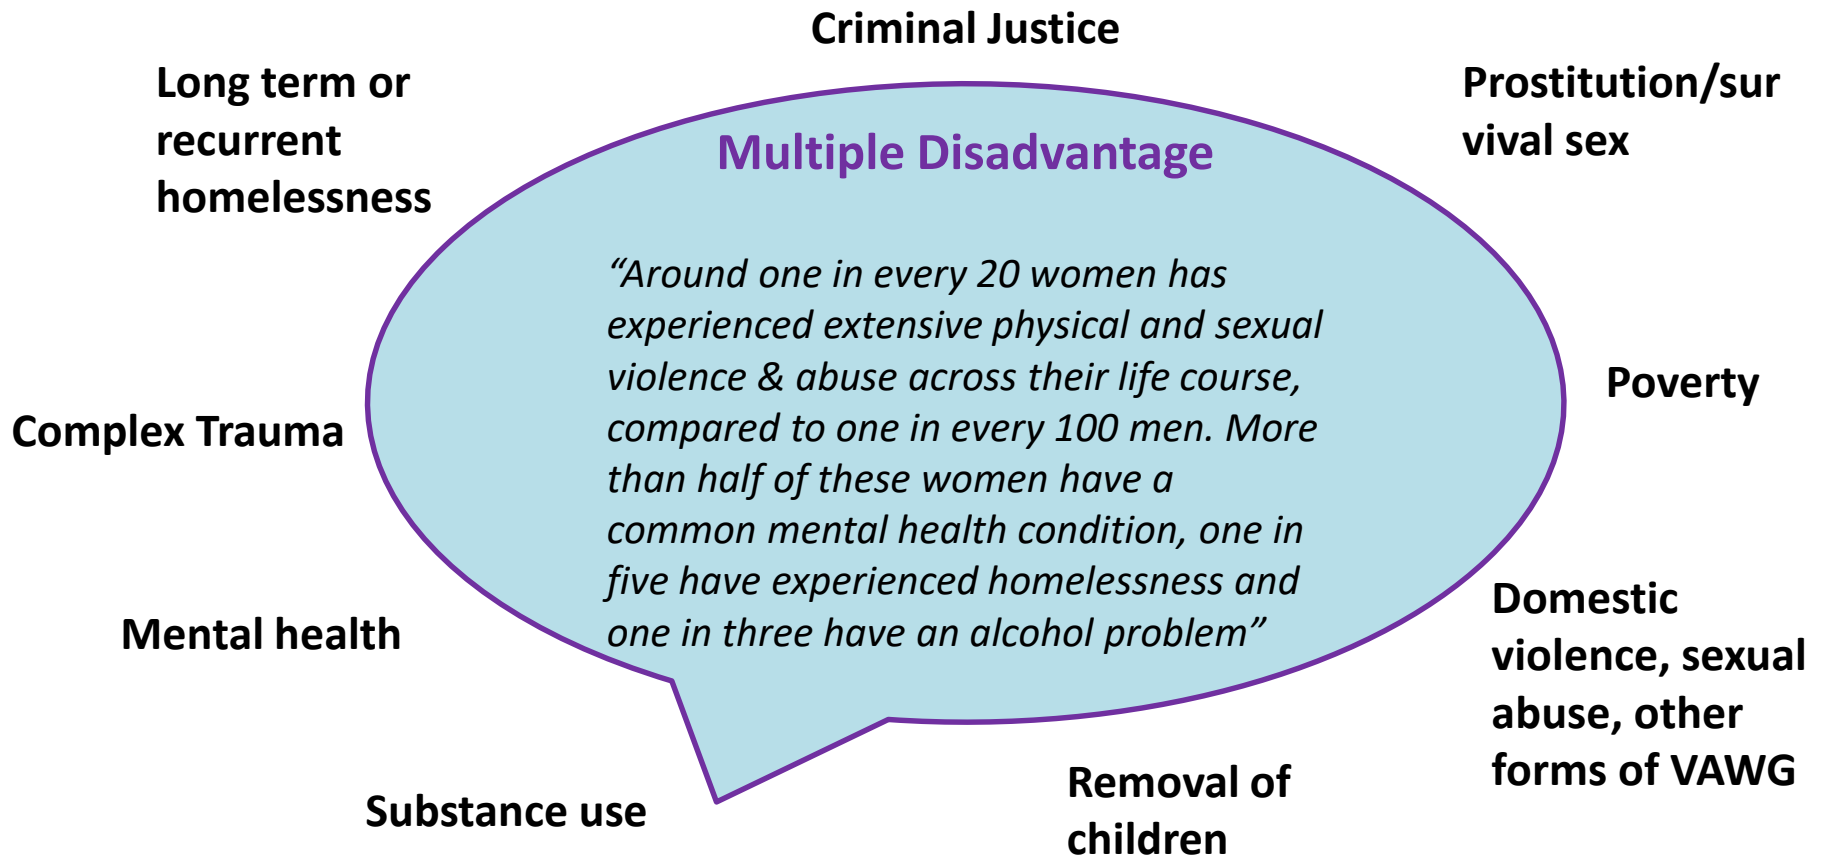 Criminal Justice
Long term or
recurrent
homelessness
Prostitution/sur
vival sex
Multiple Disadvantage
“Around one in every 20 women has
experienced extensive physical and sexual
violence & abuse across their life course,
compared to one in every 100 men. More
than half of these women have a
common mental health condition, one in
five have experienced homelessness and
one in three have an alcohol problem”
Poverty
Complex Trauma
Mental health
Domestic
violence, sexual
abuse, other
forms of VAWG
Substance use
Removal of
children